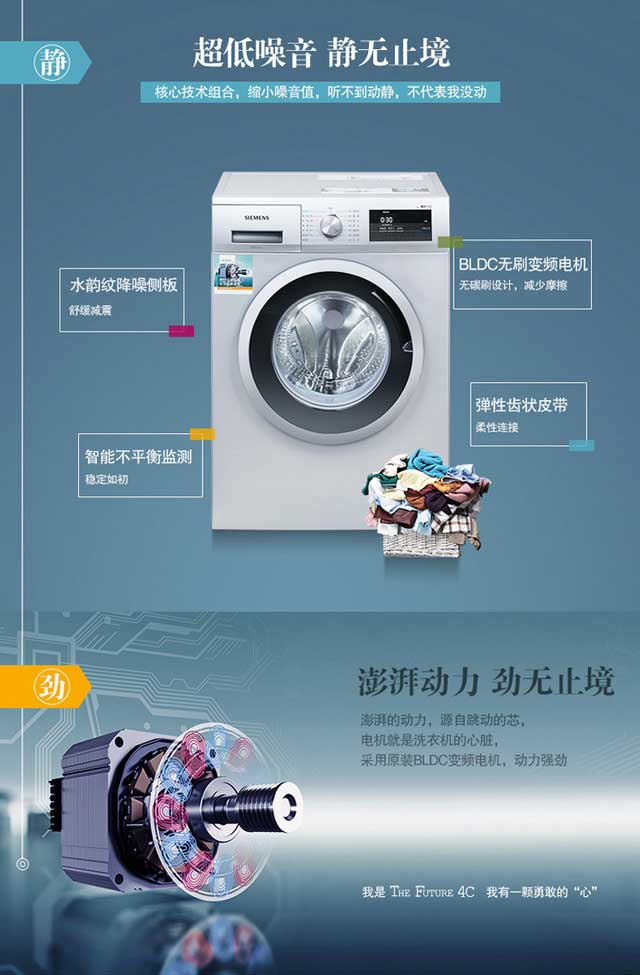 静
超低噪音 静无止境
核心技术组合，缩小噪音值，听不到动静，不代表我没动
SIEMENS
0:30
BLDC无刷变频电机
无碳刷设计，减少摩擦
水韵纹降噪侧板
舒缓减震
弹性齿状皮带
柔性连接
智能不平衡监测
稳定如初
劲
澎湃动力 劲无止境
澎湃的动力，源自跳动的芯，
电机就是洗衣机的心脏，
采用原装BLDC变频电机，动力强劲
我是 THE FUTURE 4C 我有一颗勇敢的“心”